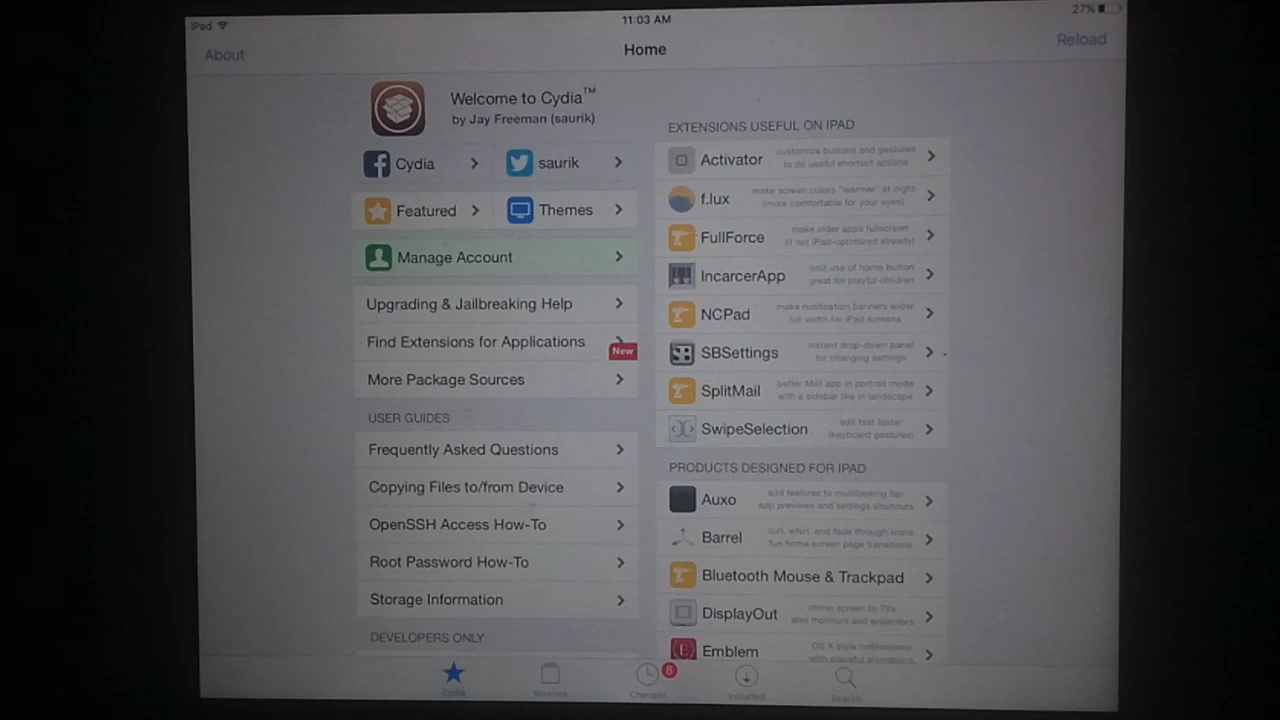 iPad
11:03 AM
27%
About
Home
Reload
Welcome to Cydia™
by Jay Freeman (saurik)
Cydia
saurik
Featured
Themes
Manage Account
Upgrading & Jailbreaking Help
Find Extensions for Applications
New
More Package Sources
USER GUIDES
Frequently Asked Questions
Copying Files to/from Device
OpenSSH Access How-To
Root Password How-To
Storage Information
DEVELOPERS ONLY
EXTENSIONS USEFUL ON IPAD
Activator
customize buttons and gestures
to do useful shortcut actions
f.lux
make screen colors "warmer" at night
(more comfortable for your eyes)
FullForce
make older apps fullscreen
(if not iPad-optimized already)
IncarcerApp
limit use of home button
great for playful-children
NCPad
make notification banners wider
full width for iPad screens
SBSettings
instant drop-down panel
for changing settings
SplitMail
better Mail app in portrait mode
with a sidebar like in landscape
SwipeSelection
edit text faster
(keyboard gestures)
PRODUCTS DESIGNED FOR IPAD
Auxo
add features to multitasking bar
app previews and settings shortcuts
Barrel
curl, whirl, and fade through icons
fun home screen page transitions
Bluetooth Mouse & Trackpad
DisplayOut
mirror screen to TVs
also monitors and projectors
Emblem
OS X style notifications
with graceful animations
Cydia
Sources
Changes
8
Installed
Search